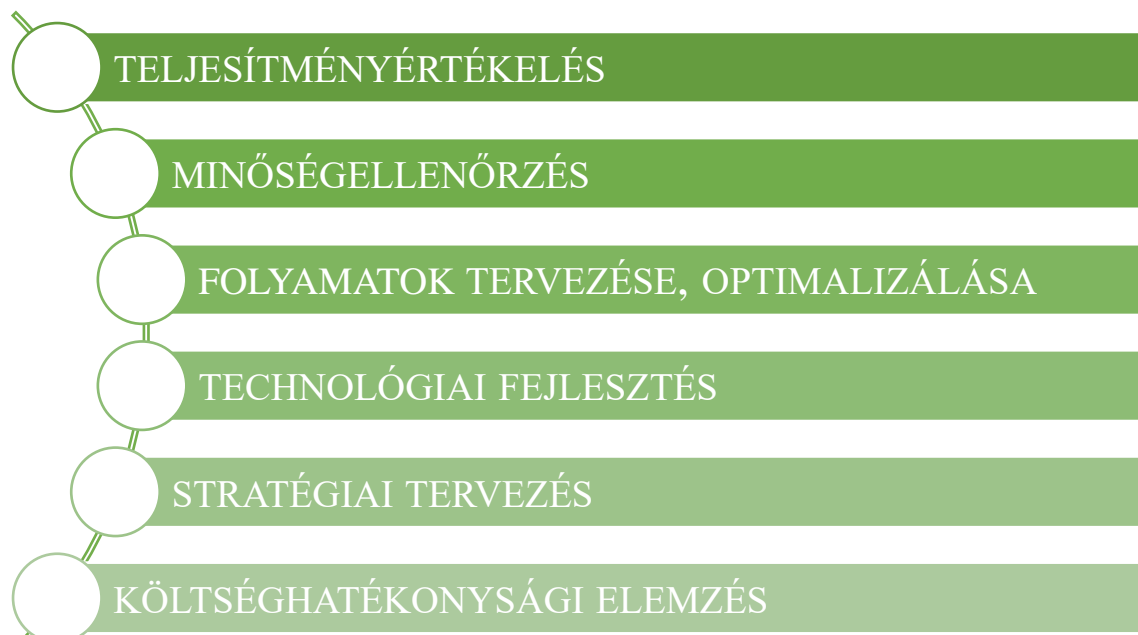 TELJESÍTMÉNYÉRTÉKELÉS
MINŐSÉGELLENŐRZÉS
FOLYAMATOK TERVEZÉSE, OPTIMALIZÁLÁSA
TECHNOLÓGIAI FEJLESZTÉS
STRATÉGIAI TERVEZÉS
KÖLTSÉGHATÉKONYSÁGI ELEMZÉS